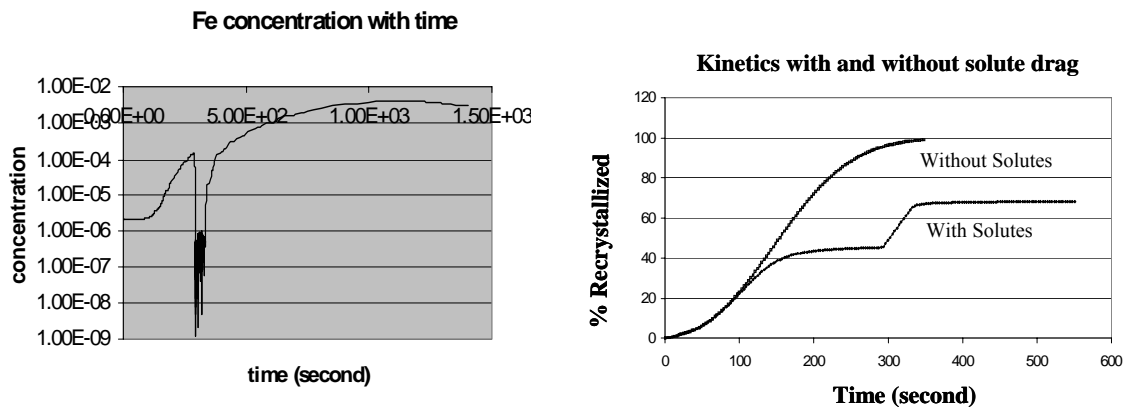 Fe concentration with time
1.00E-02
1.00E-03
1.00E-04
1.00E-05
1.00E-06
1.00E-07
1.00E-08
1.00E-09
0.00E+00
5.00E+02
1.00E+03
1.50E+03
concentration
time (second)
Kinetics with and without solute drag
120
100
80
60
40
20
0
% Recrystallized
Without Solutes
With Solutes
0 100 200 300 400 500 600
Time (second)